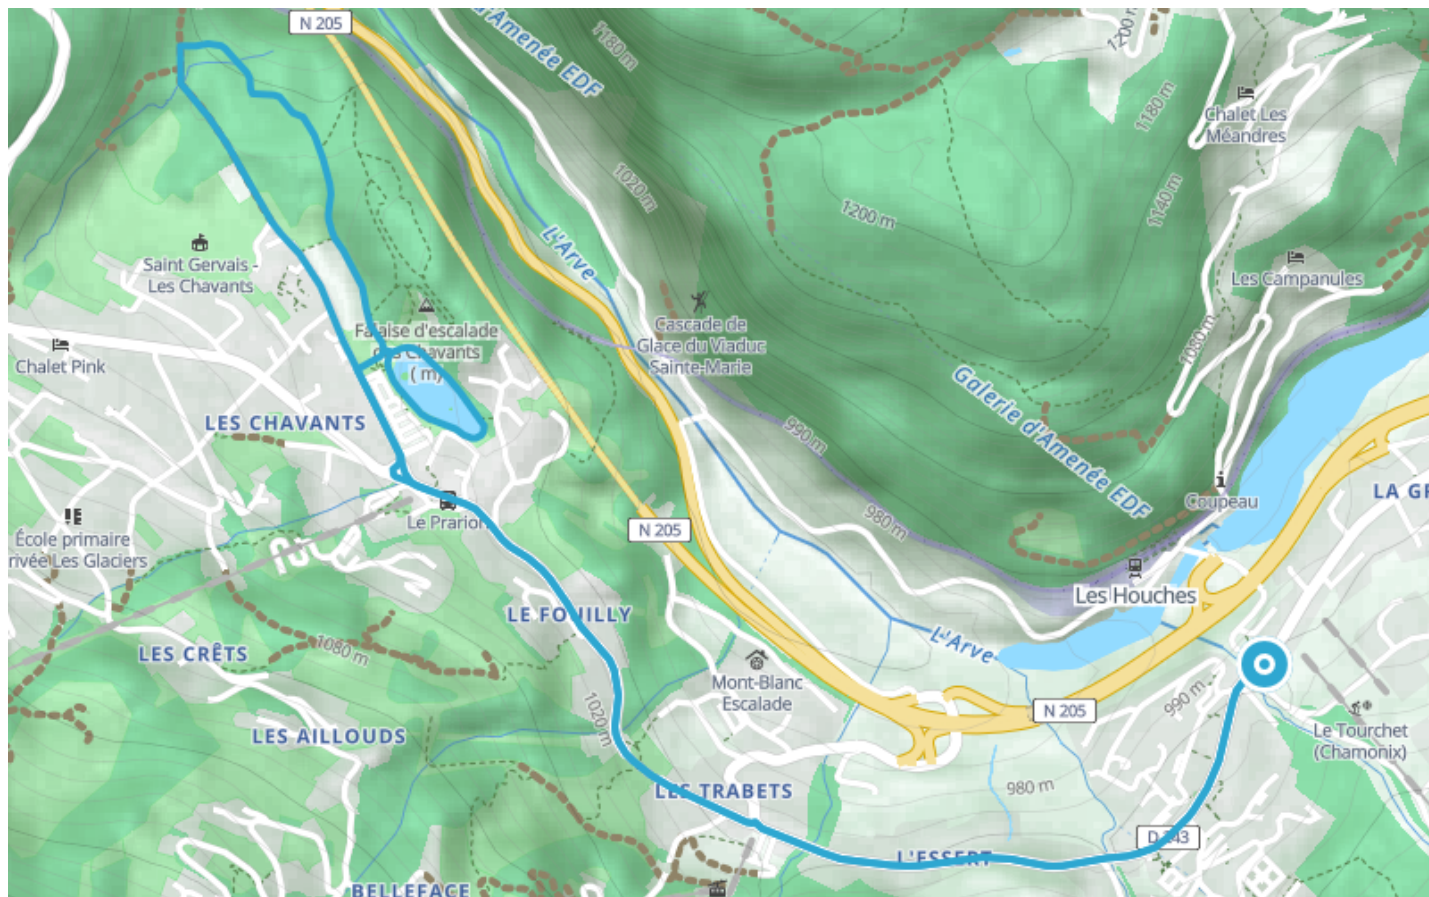 N 205
d'Amenée EDF
1180 m
1200 m
1180 m
Chalet Les
Méandres
1020 m
1200 m
1140 m
L'Arve
Saint Gervais -
Les Chavants
Les Campanules
Falaise d'escalade
des Chavants
( m)
Cascade de
Glace du Viaduc
Sainte-Marie
1080 m
Chalet Pink
Galerie d'Amenée EDF
LES CHAVANTS
990 m
LA GR
Coupeau
Le Prarion
980 m
N 205
École primaire
rivée Les Glaciers
Les Houches
LE FOUILLY
L'Arve
LES CRÊTS
1080 m
Mont-Blanc
Escalade
990 m
N 205
1020 m
LES AILLOUDS
Le Tourchet
(Chamonix)
LES TRABETS
980 m
D 243
L'ESSERT
BELLEFACE